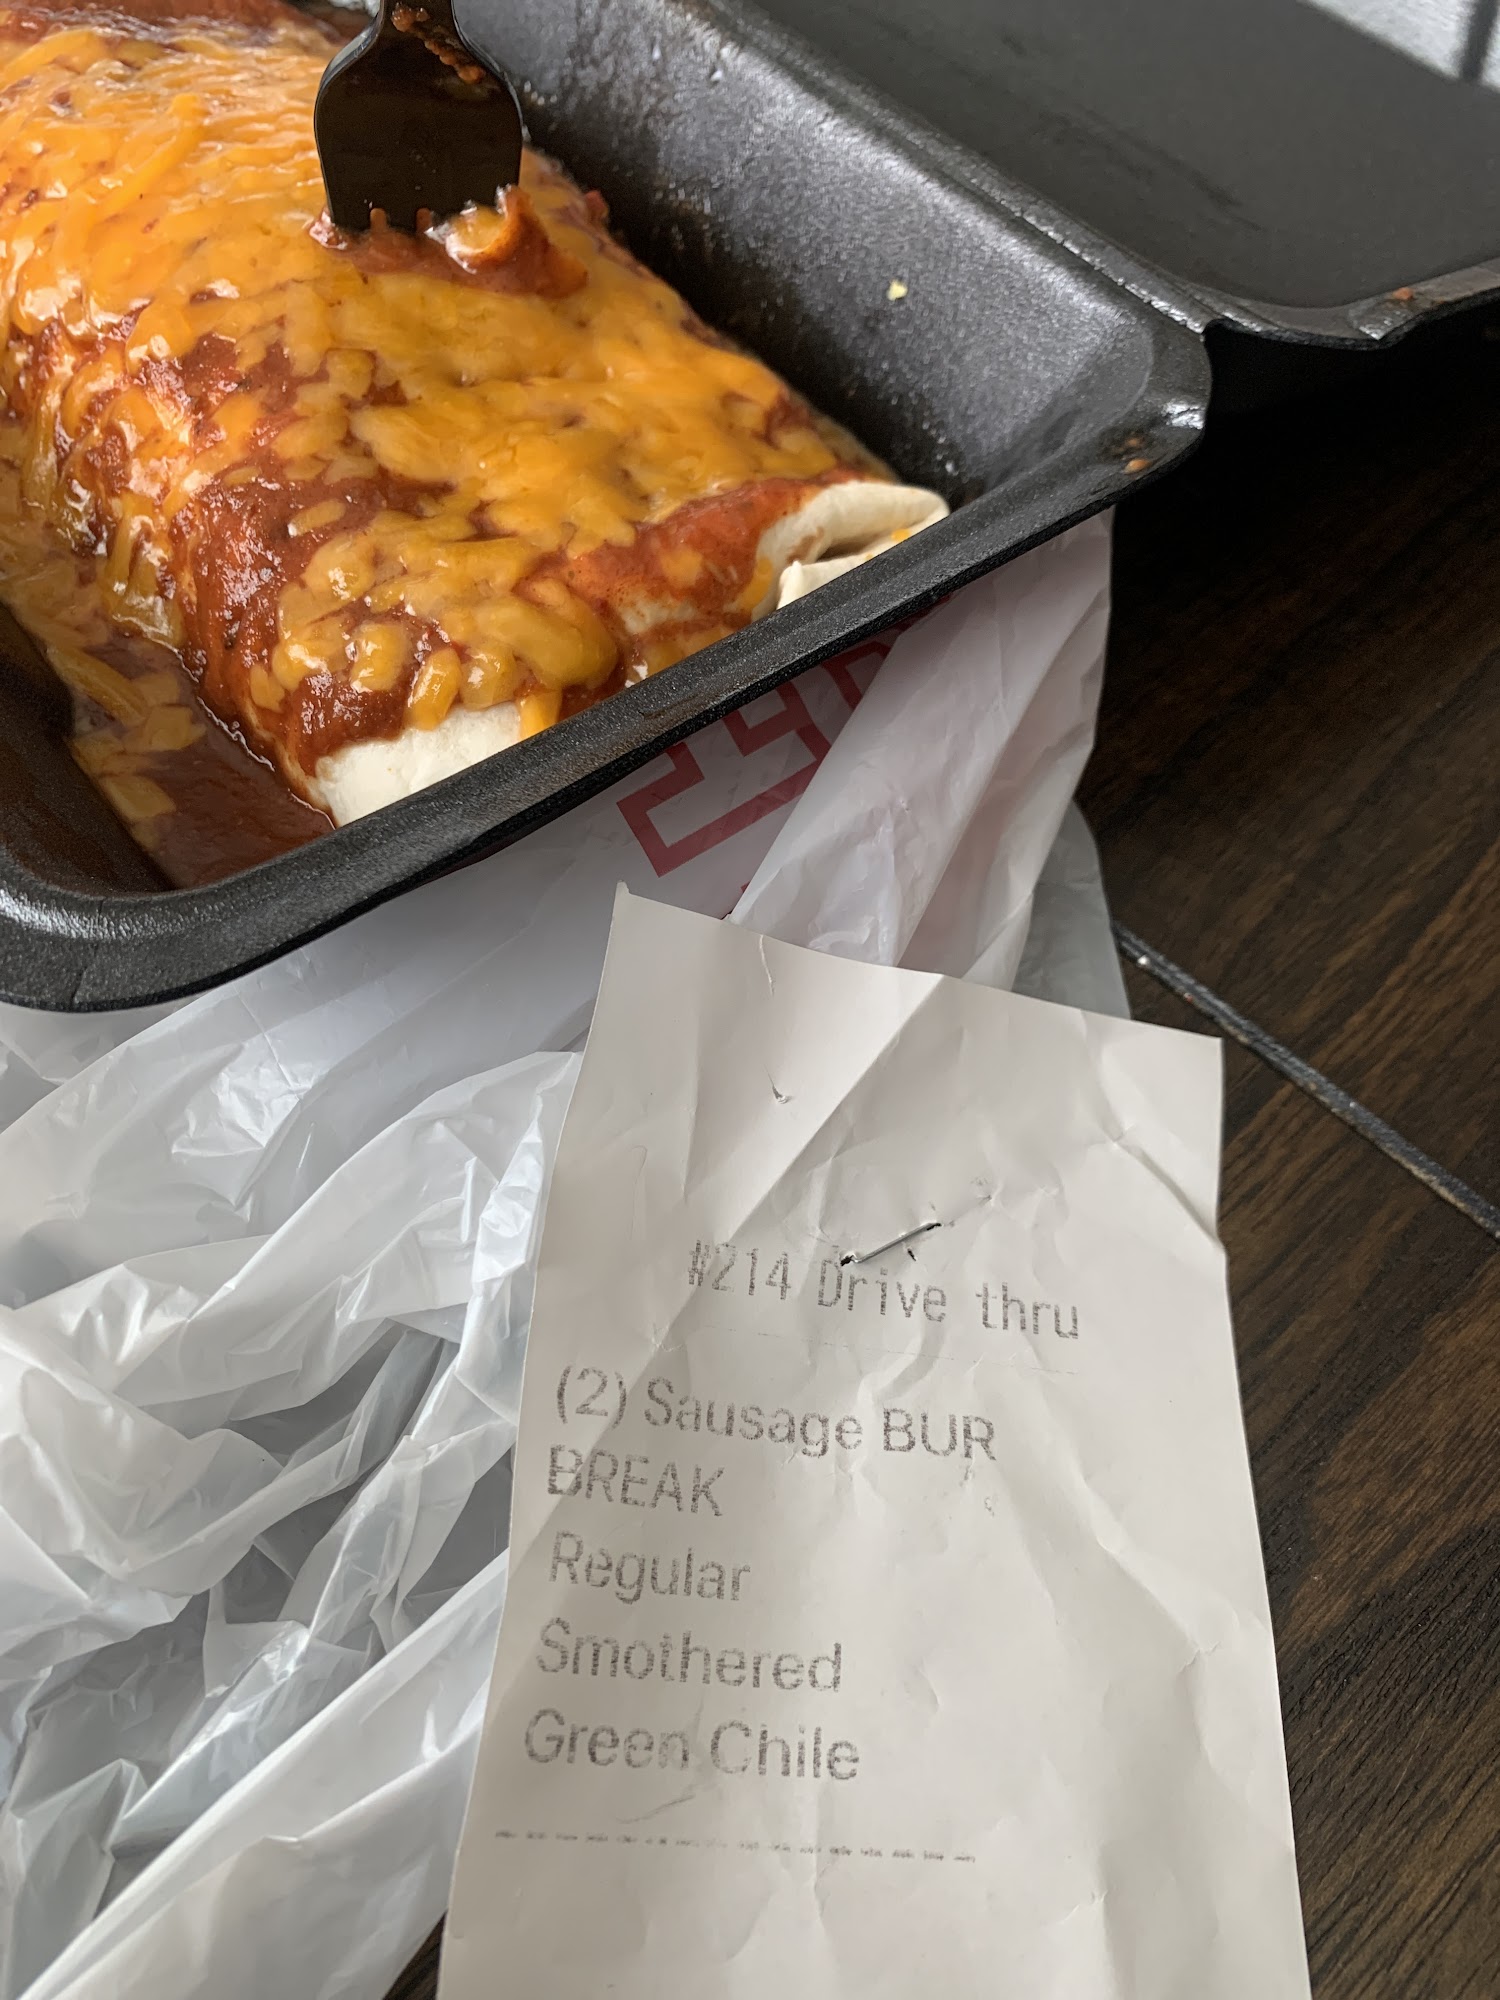 #214 Drive thru
(2) Sausage BUR
BREAK
Regular
Smothered
Green Chile